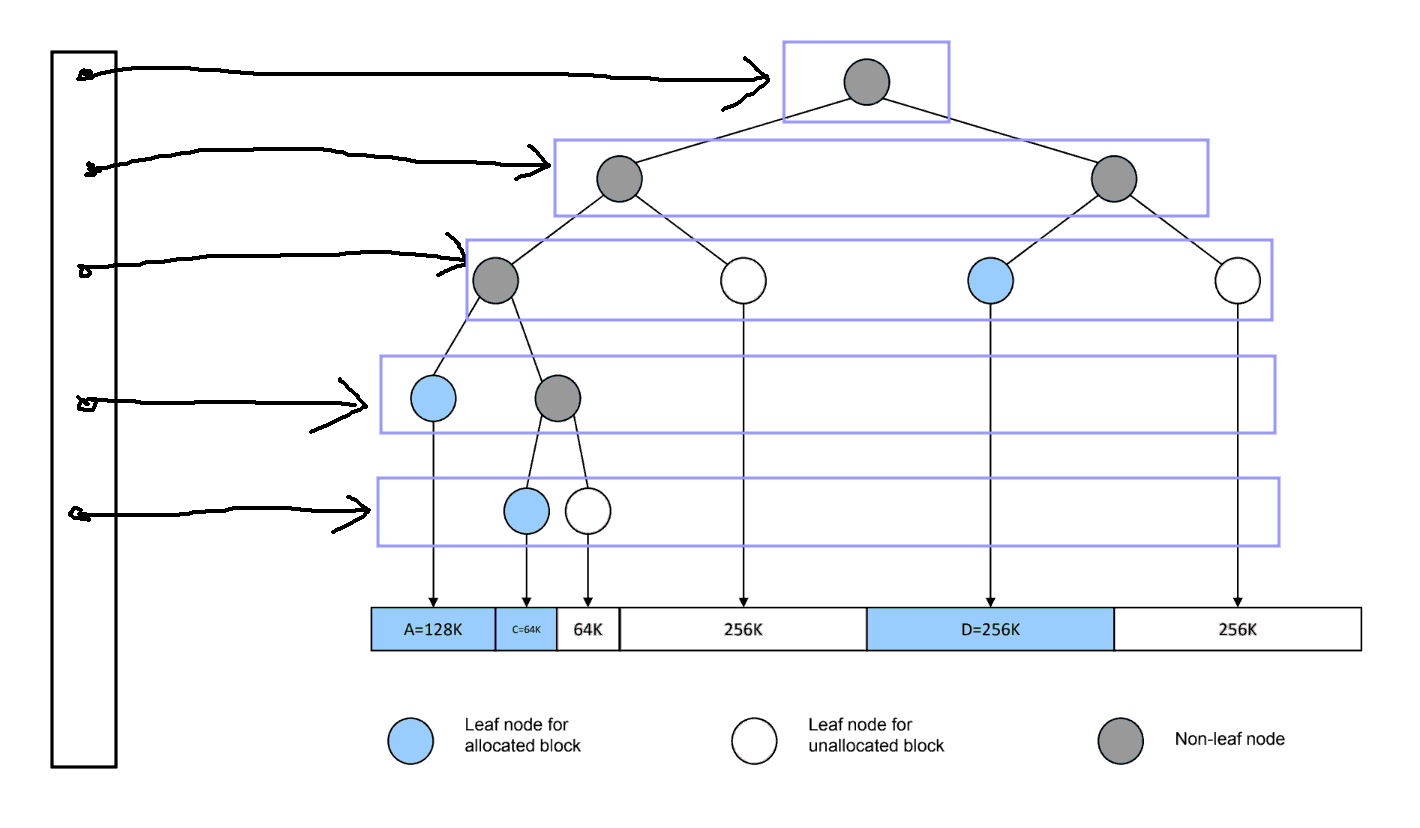 A=128K
C=64K
64K
256K
D=256K
256K
Leaf node for
allocated block
Leaf node for
unallocated block
Non-leaf node